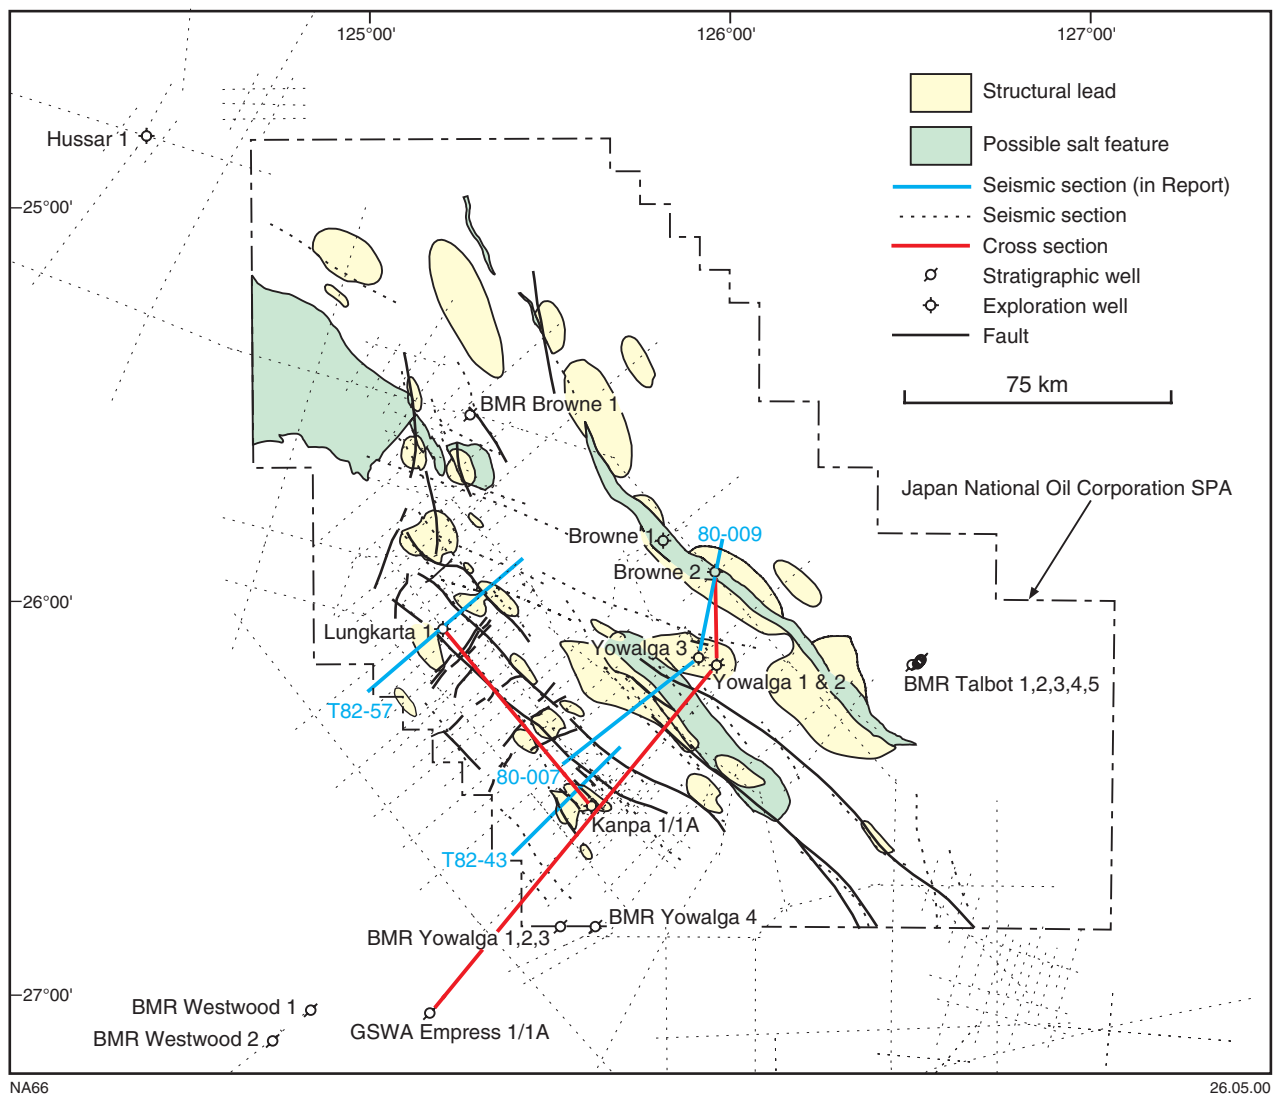 125°00'
126°00'
127°00'
Structural lead
Possible salt feature
Seismic section (in Report)
Seismic section
Cross section
Stratigraphic well
Exploration well
Fault
75 km
Hussar 1
25°00'
BMR Browne 1
Japan National Oil Corporation SPA
Browne 1
80-009
Browne 2
26°00'
Lungkarta 1
Yowalga 3
Yowalga 1 & 2
BMR Talbot 1,2,3,4,5
T82-57
80-007
Kanpa 1/1A
T82-43
BMR Yowalga 4
BMR Yowalga 1,2,3
27°00'
BMR Westwood 1
GSWA Empress 1/1A
BMR Westwood 2
NA66
26.05.00